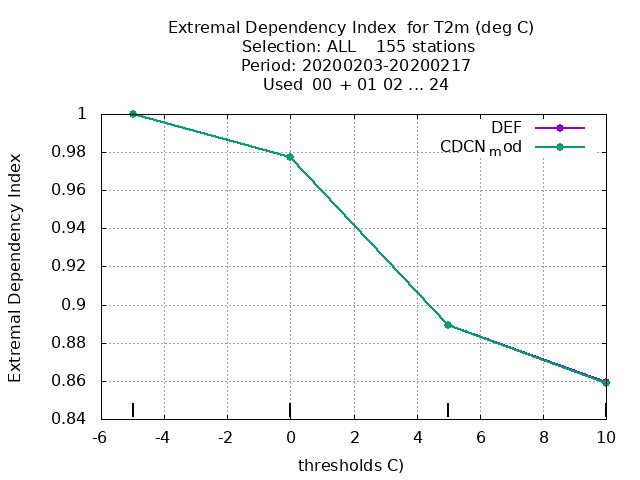 Extremal Dependency Index for T2m (deg C)
Selection: ALL 155 stations
Period: 20200203-20200217
Used 00 + 01 02 ... 24
DEF
CDCNmod
1
0.98
0.96
0.94
0.92
0.9
0.88
0.86
0.84
Extremal Dependency Index
-6 -4 -2 0 2 4 6 8 10
thresholds C)